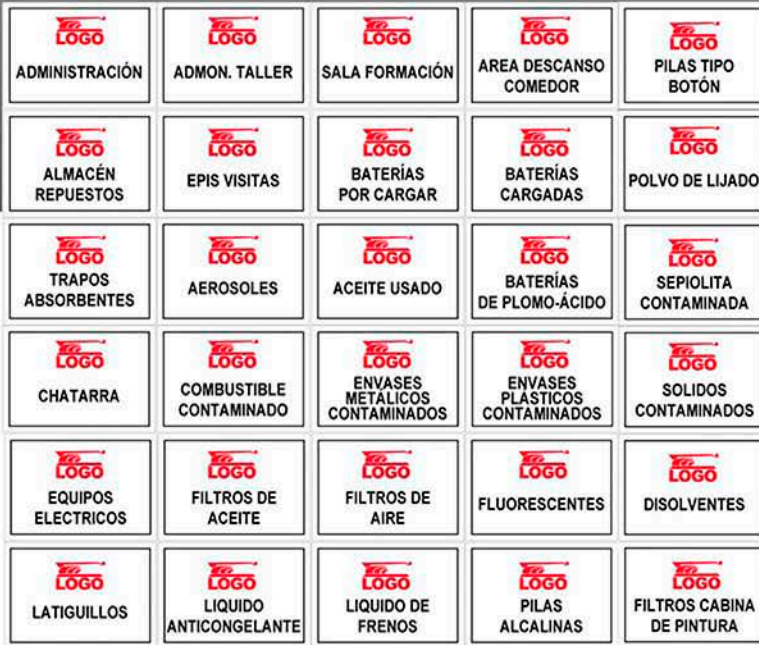 LOGO
ADMINISTRACIÓN
LOGO
ADMON. TALLER
LOGO
SALA FORMACIÓN
LOGO
AREA DESCANSO
COMEDOR
LOGO
PILAS TIPO
BOTÓN
LOGO
ALMACÉN
REPUESTOS
LOGO
EPIS VISITAS
LOGO
BATERÍAS
POR CARGAR
LOGO
BATERÍAS
CARGADAS
LOGO
POLVO DE LIJADO
LOGO
TRAPOS
ABSORBENTES
LOGO
AEROSOLES
LOGO
ACEITE USADO
LOGO
BATERÍAS
DE PLOMO-ÁCIDO
LOGO
SEPIOLITA
CONTAMINADA
LOGO
CHATARRA
LOGO
COMBUSTIBLE
CONTAMINADO
LOGO
ENVASES
METÁLICOS
CONTAMINADOS
LOGO
ENVASES
PLÁSTICOS
CONTAMINADOS
LOGO
SOLIDOS
CONTAMINADOS
LOGO
EQUIPOS
ELECTRICOS
LOGO
FILTROS DE
ACEITE
LOGO
FILTROS DE
AIRE
LOGO
FLUORESCENTES
LOGO
DISOLVENTES
LOGO
LATIGUILLOS
LOGO
LIQUIDO
ANTICONGELANTE
LOGO
LIQUIDO DE
FRENOS
LOGO
PILAS
ALCALINAS
LOGO
FILTROS CABINA
DE PINTURA